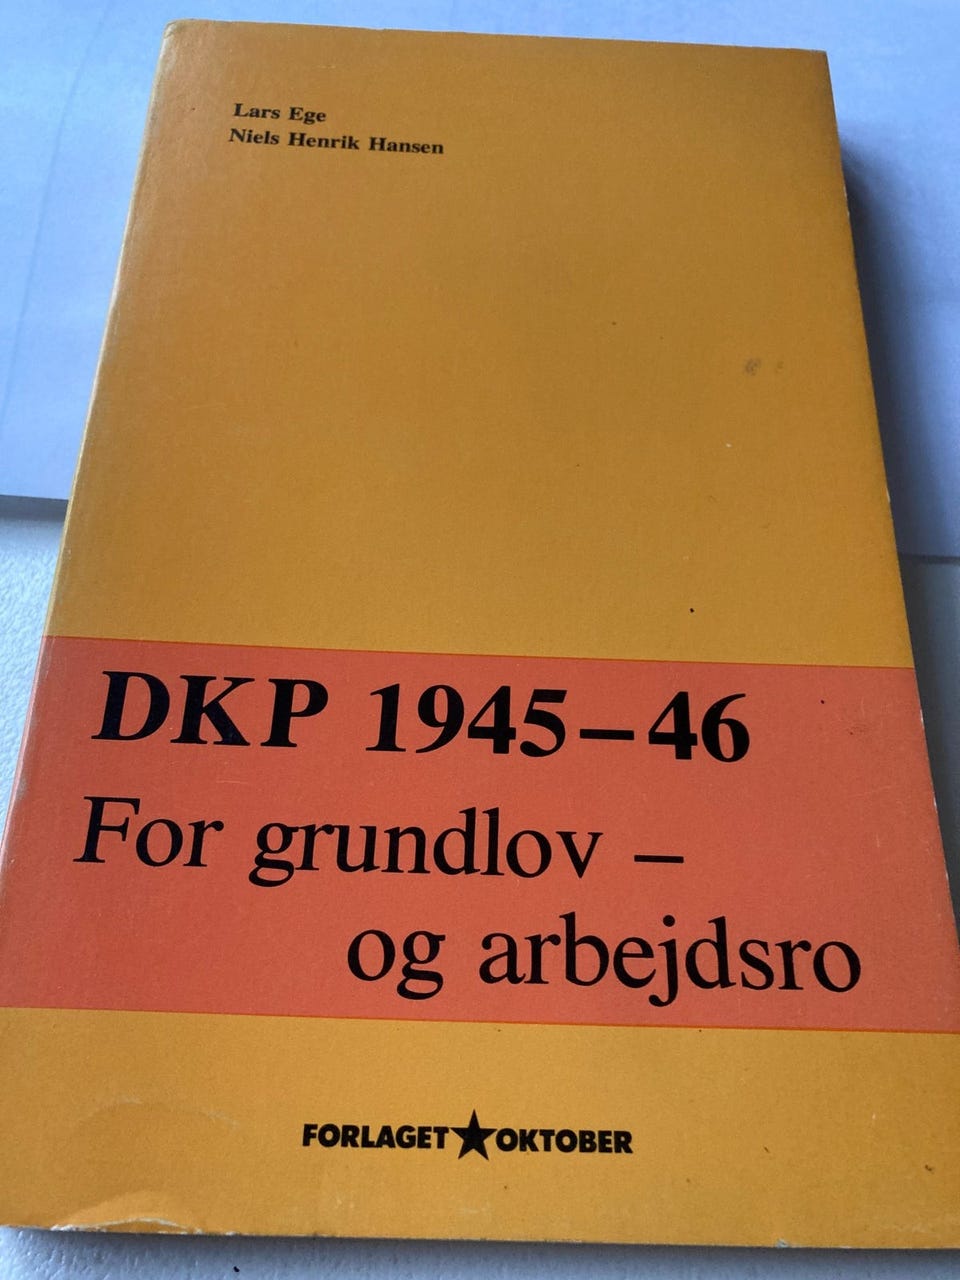 Lars Ege
Niels Henrik Hansen
DKP 1945–46
For grundlov –
og arbejdsro
FORLAGET★OKTOBER